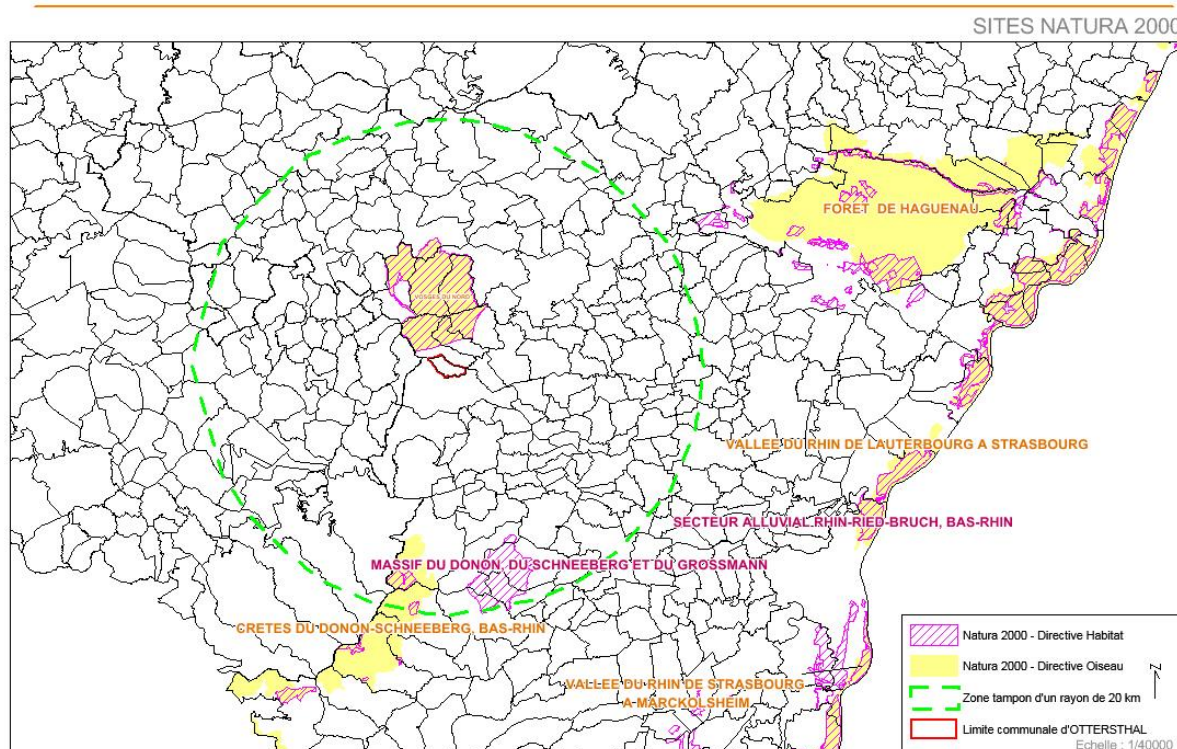 SITES NATURA 2000
FORET DE HAGUENAU
VOSGES DU NORD
VALLEE DU RHIN DE LAUTERBOURG A STRASBOURG
SECTEUR ALLUVIAL RHIN-RIED-BRUCH, BAS-RHIN
MASSIF DU DONON, DU SCHNEEBERG ET DU GROSSMANN
CRETES DU DONON-SCHNEEBERG, BAS-RHIN
VALLEE DU RHIN DE STRASBOURG
A MARCKOLSHEIM
Natura 2000 - Directive Habitat
Natura 2000 - Directive Oiseau
Zone tampon d'un rayon de 20 km
Limite communale d'OTTERSTHAL
Echelle : 1/40000
N